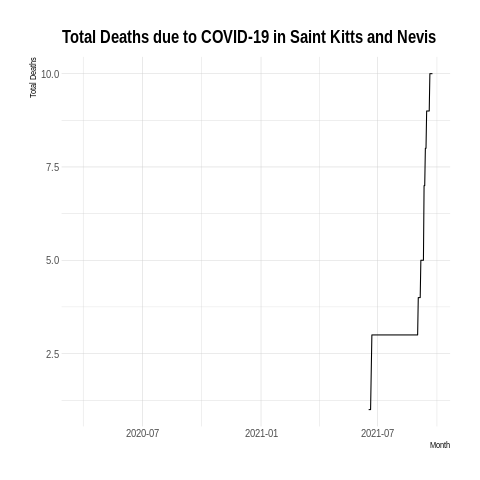 Total Deaths due to COVID-19 in Saint Kitts and Nevis
Total Deaths
10.0
7.5
5.0
2.5
2020-07
2021-01
2021-07
Month